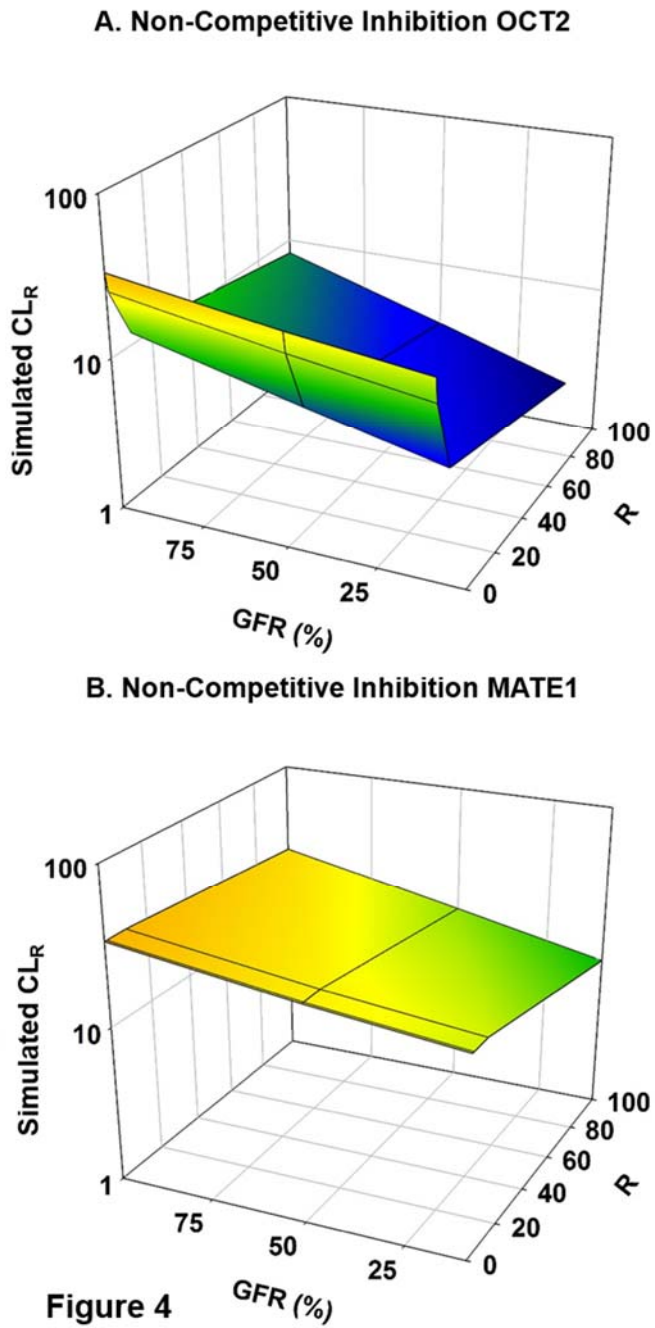 A. Non-Competitive Inhibition OCT2
100
10
1
Simulated CLR
75
50
25
GFR (%)
0
20
40
60
80
100
R
B. Non-Competitive Inhibition MATE1
100
10
1
Simulated CLR
75
50
25
GFR (%)
0
20
40
60
80
100
R
Figure 4